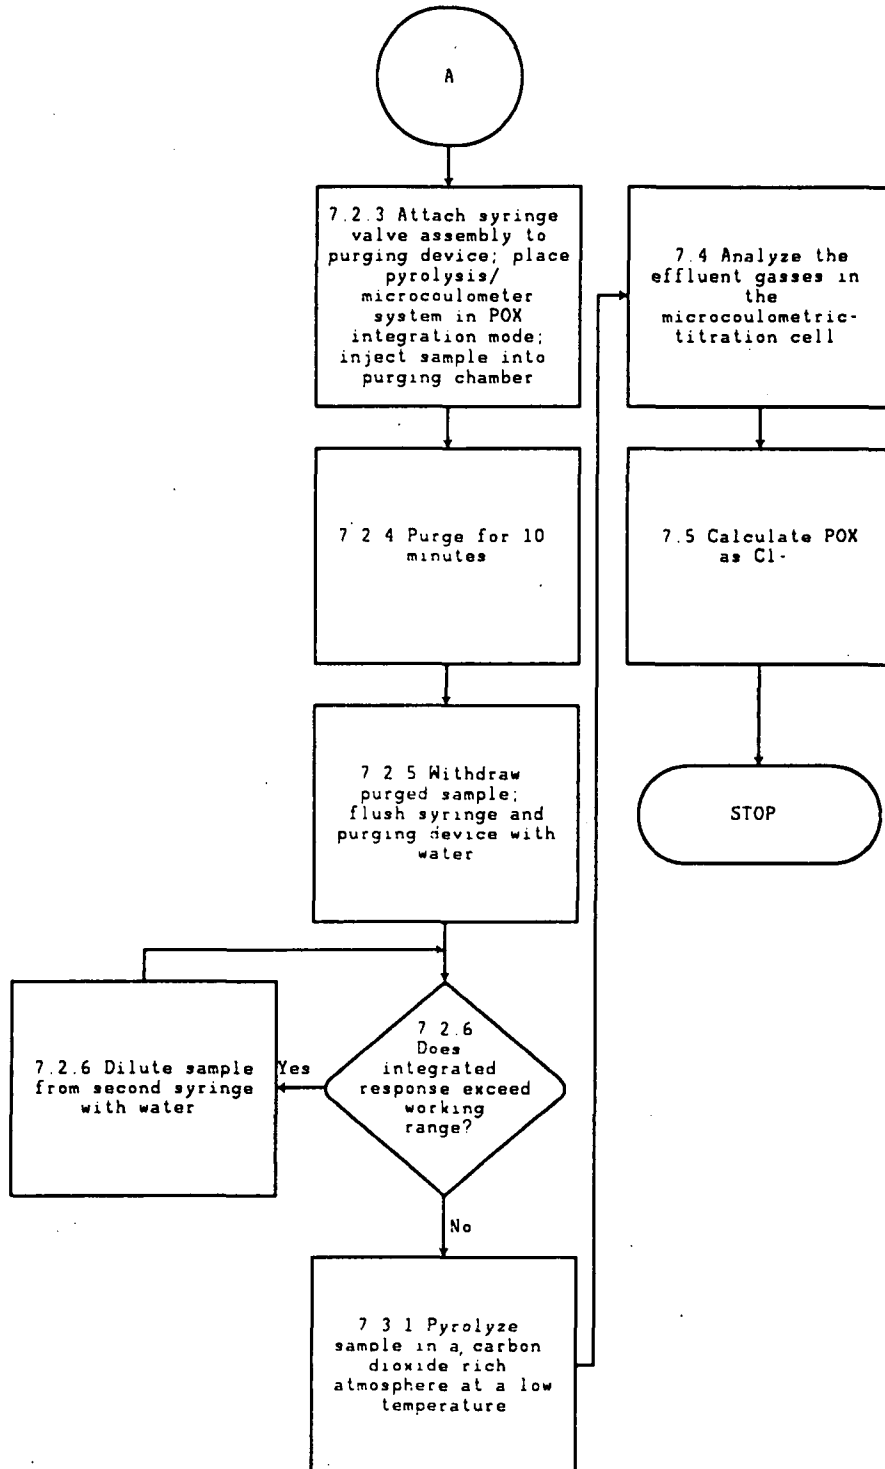 A
7.2.3 Attach syringe
valve assembly to
purging device; place
pyrolysis/
microcoulometer
system in POX
integration mode;
inject sample into
purging chamber
7 2 4 Purge for 10
minutes
7 2 5 Withdraw
purged sample;
flush syringe and
purging device with
water
7 2.6
Does
integrated
response exceed
working
range?
Yes
7.2.6 Dilute sample
from second syringe
with water
No
7 3 1 Pyrolyze
sample in a carbon
dioxide rich
atmosphere at a low
temperature
7.4 Analyze the
effluent gasses in
the
microcoulometric-
titration cell
7.5 Calculate POX
as Cl-
STOP